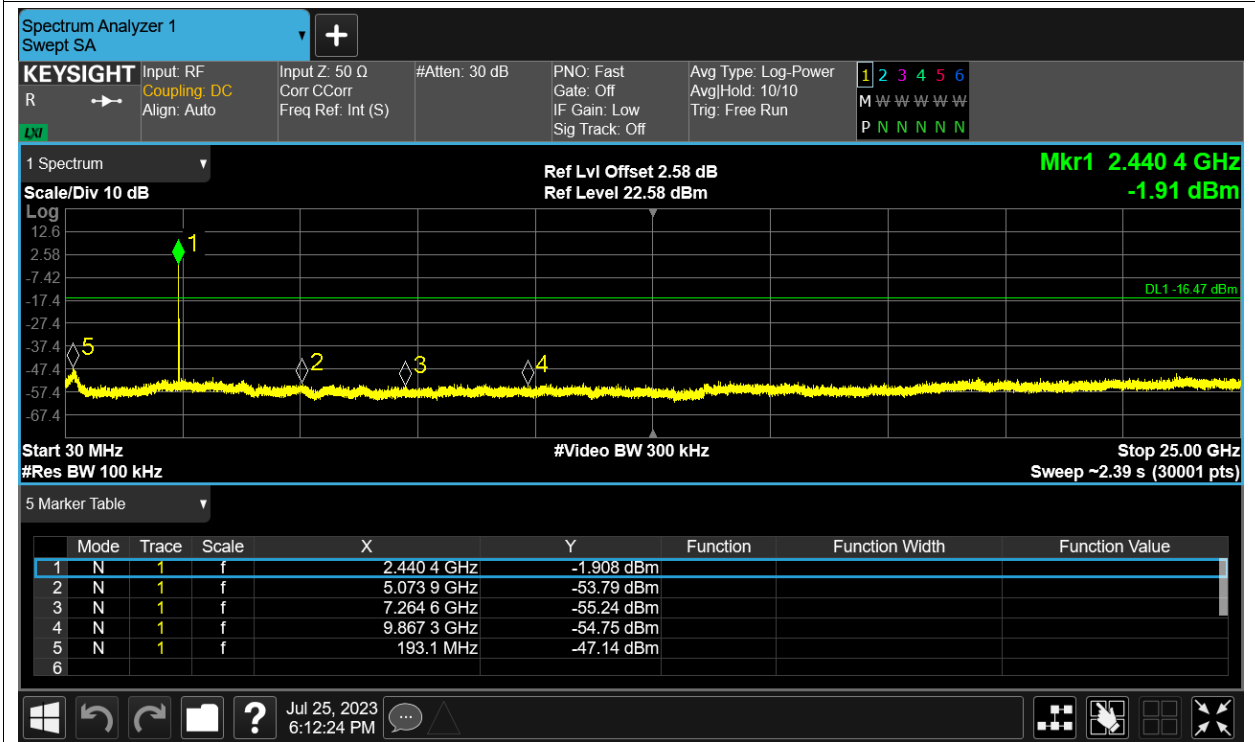 Spectrum Analyzer 1
Swept SA
KEYSIGHT
R
LXI
Input: RF
Coupling: DC
Align: Auto
Input Z: 50 Ω
Corr CCorr
Freq Ref: Int (S)
#Atten: 30 dB
PNO: Fast
Gate: Off
IF Gain: Low
Sig Track: Off
Avg Type: Log-Power
Avg|Hold: 10/10
Trig: Free Run
1 2 3 4 5 6
M W W W W W
P N N N N N
1 Spectrum
Scale/Div 10 dB
Ref Lvl Offset 2.58 dB
Ref Level 22.58 dBm
Mkr1 2.440 4 GHz
-1.91 dBm
Log
12.6
2.58
-7.42
-17.4
-27.4
-37.4
-47.4
-57.4
-67.4
1
DL1 -16.47 dBm
5
2
3
4
Start 30 MHz
#Video BW 300 kHz
Stop 25.00 GHz
#Res BW 100 kHz
Sweep ~2.39 s (30001 pts)
5 Marker Table
Mode Trace Scale X Y Function Function Width Function Value
1 N 1 f 2.440 4 GHz -1.908 dBm
2 N 1 f 5.073 9 GHz -53.79 dBm
3 N 1 f 7.264 6 GHz -55.24 dBm
4 N 1 f 9.867 3 GHz -54.75 dBm
5 N 1 f 193.1 MHz -47.14 dBm
6
?
Jul 25, 2023
6:12:24 PM